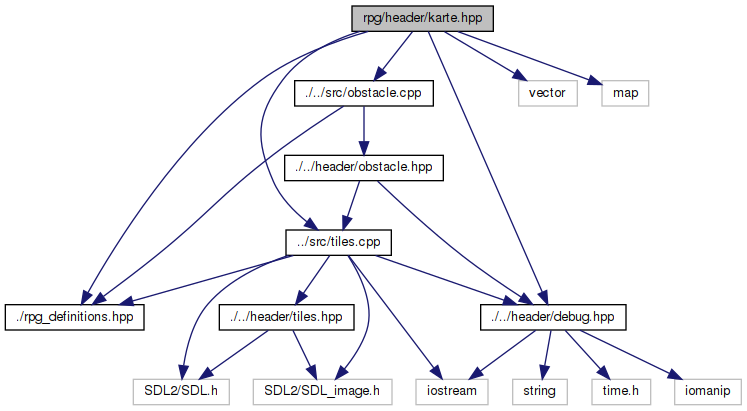 rpg/header/karte.hpp
./../src/obstacle.cpp
vector
map
./../header/obstacle.hpp
../src/tiles.cpp
./rpg_definitions.hpp
./../header/tiles.hpp
./../header/debug.hpp
SDL2/SDL.h
SDL2/SDL_image.h
iostream
string
time.h
iomanip